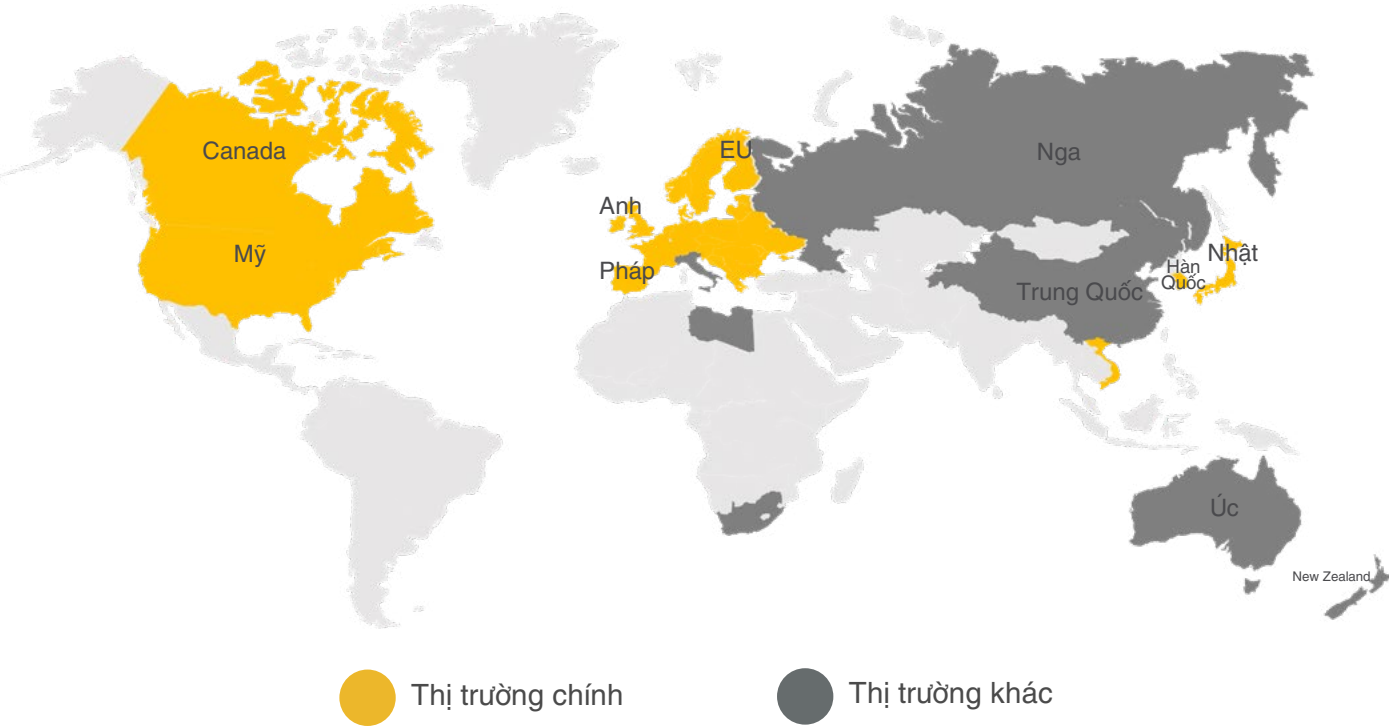 Canada
EU
Nga
Anh
Mỹ
Nhật
Pháp
Hàn
Quốc
Trung Quốc
Úc
New Zealand
Thị trường chính
Thị trường khác